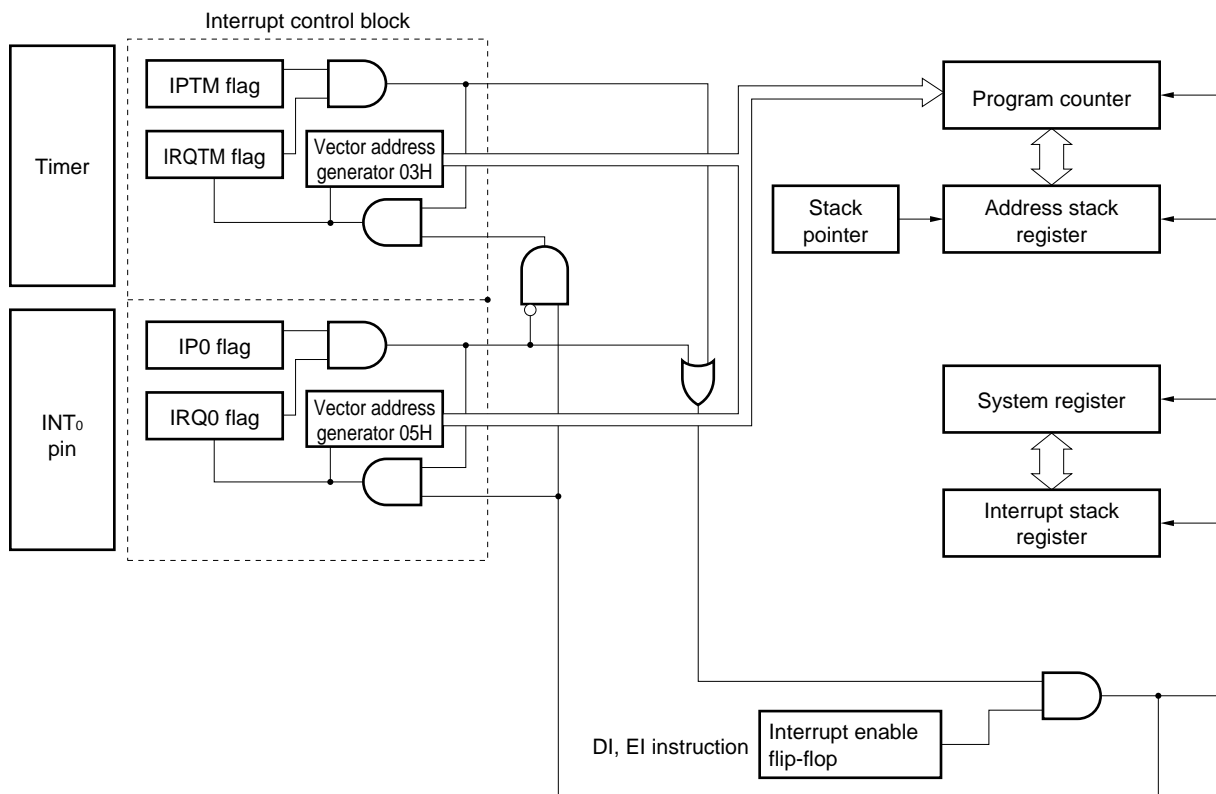 Interrupt control block
Timer
IPTM flag
IRQTM flag
Vector address
generator 03H
Program counter
Stack
pointer
Address stack
register
INT₀
pin
IP0 flag
IRQ0 flag
Vector address
generator 05H
System register
Interrupt stack
register
DI, EI instruction
Interrupt enable
flip-flop